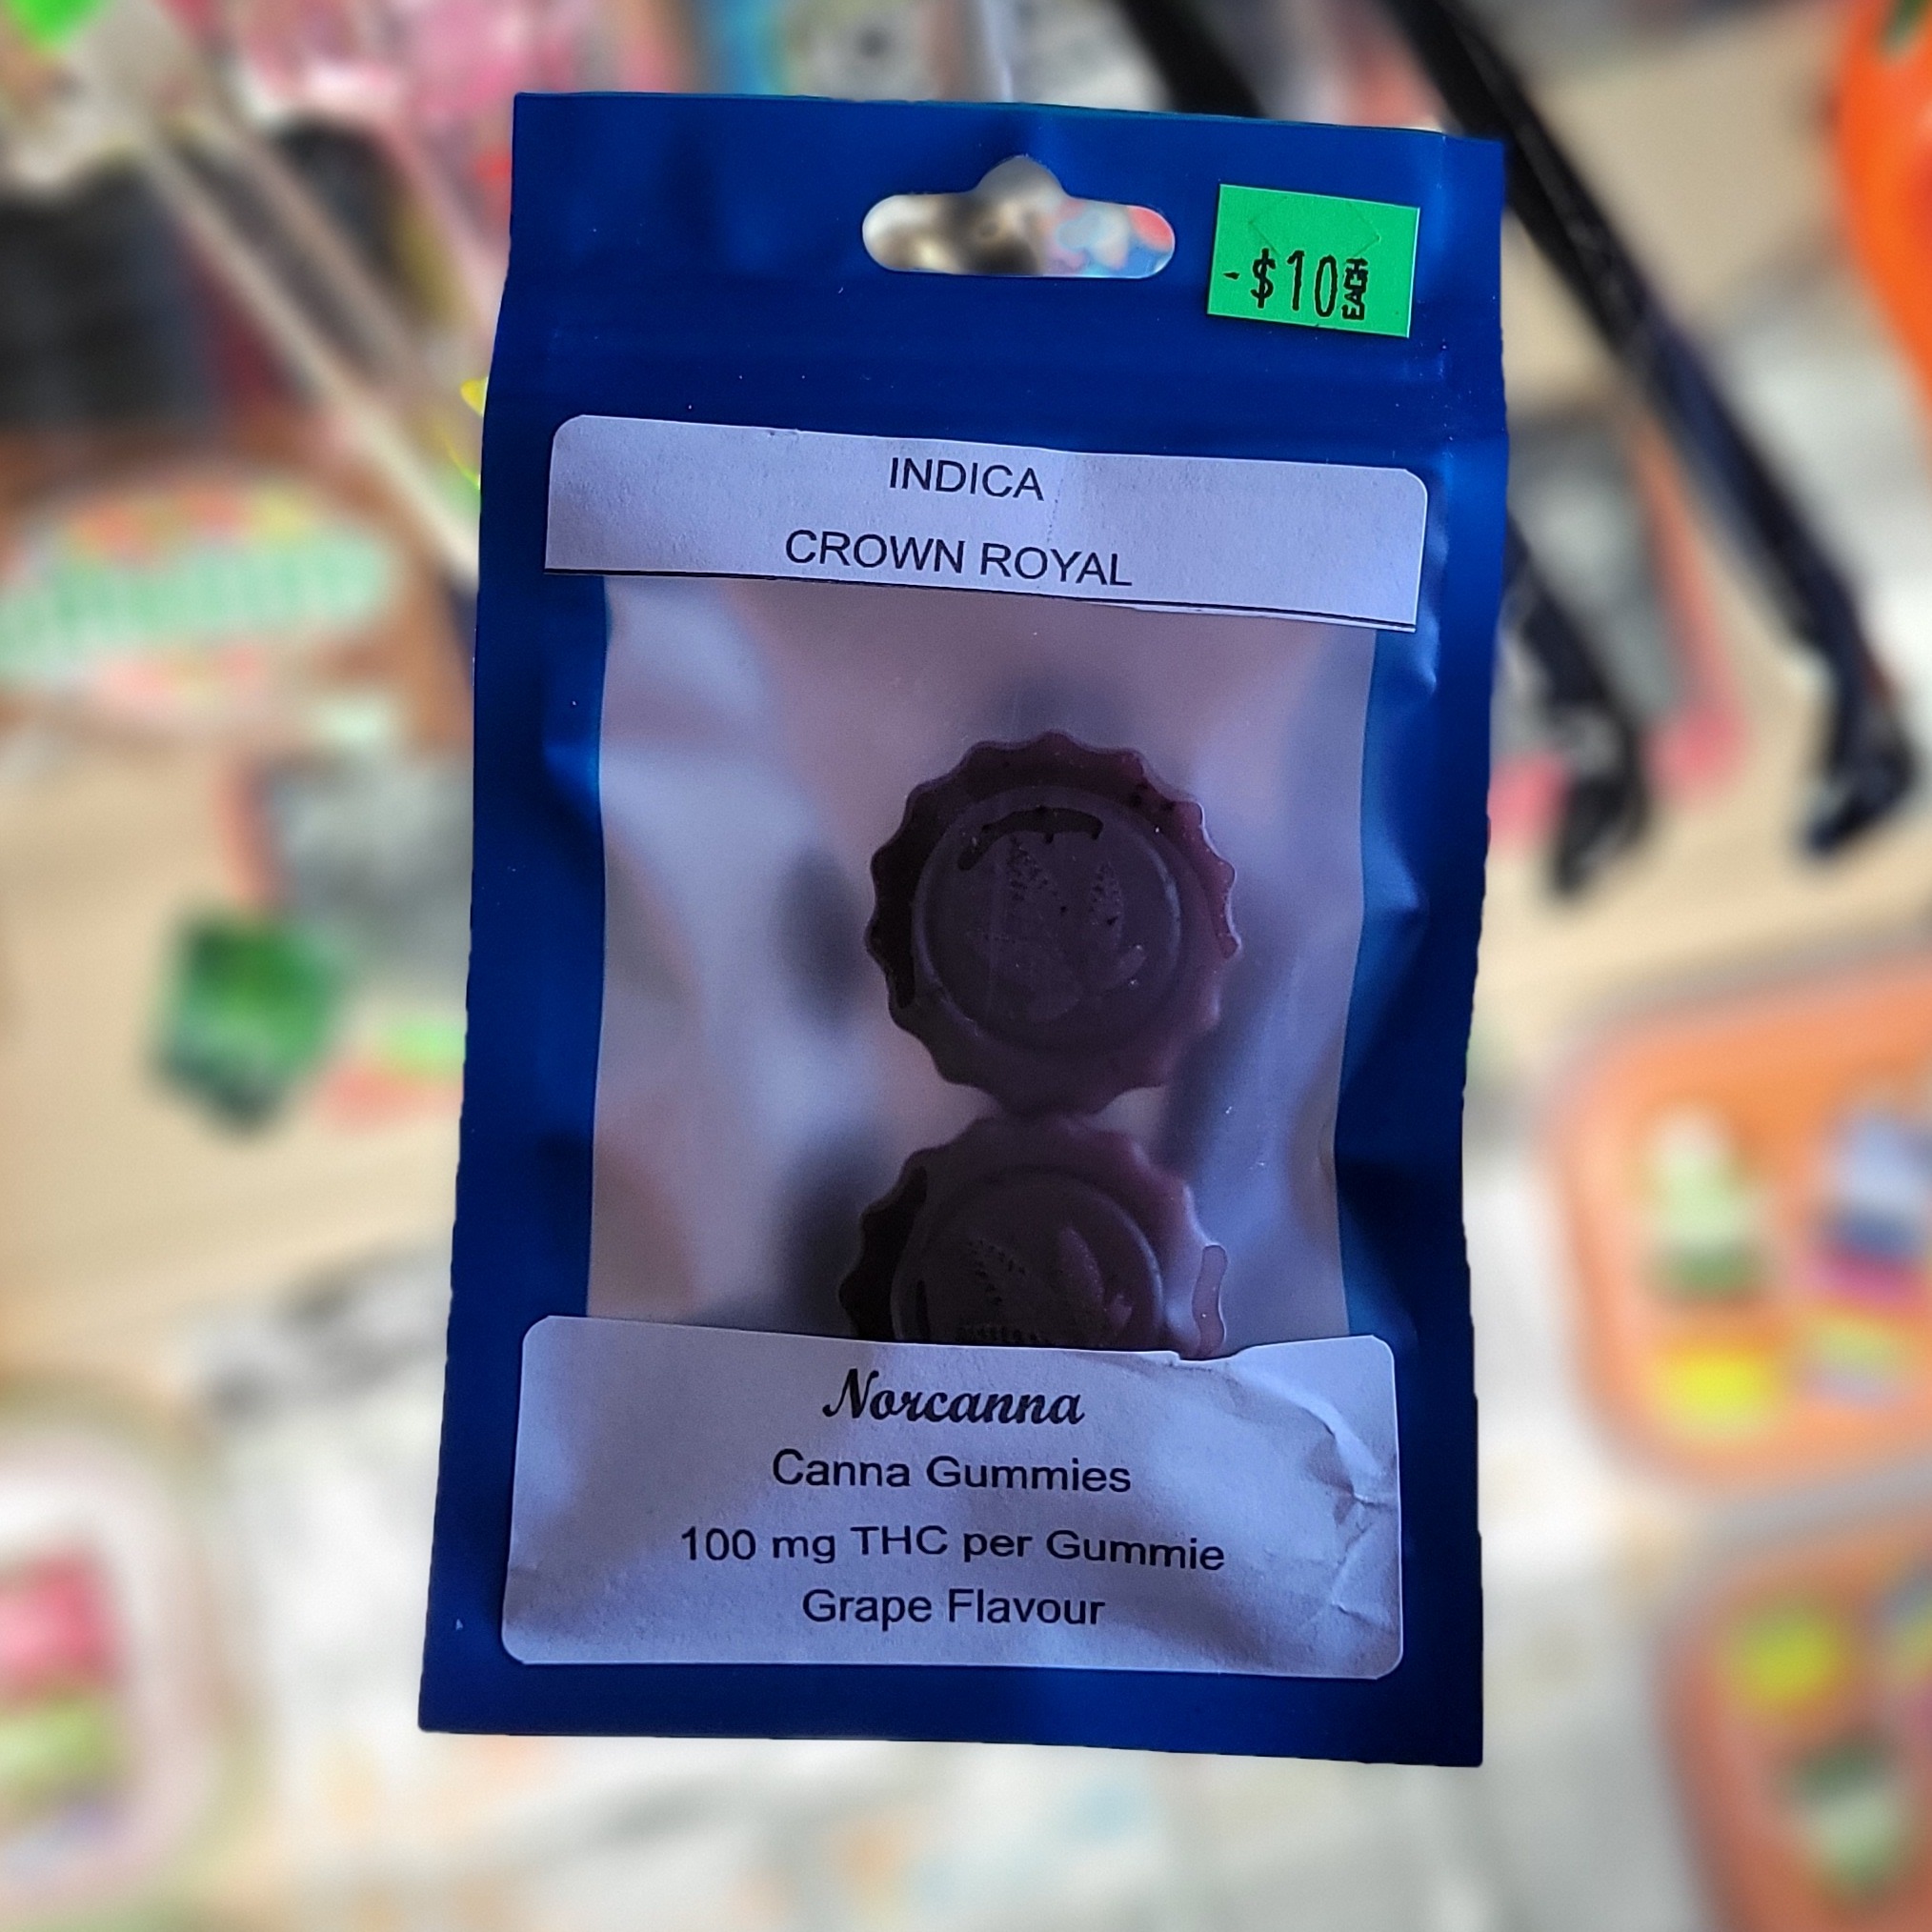 -$10 EACH
INDICA
CROWN ROYAL
Norcanna
Canna Gummies
100 mg THC per Gummie
Grape Flavour